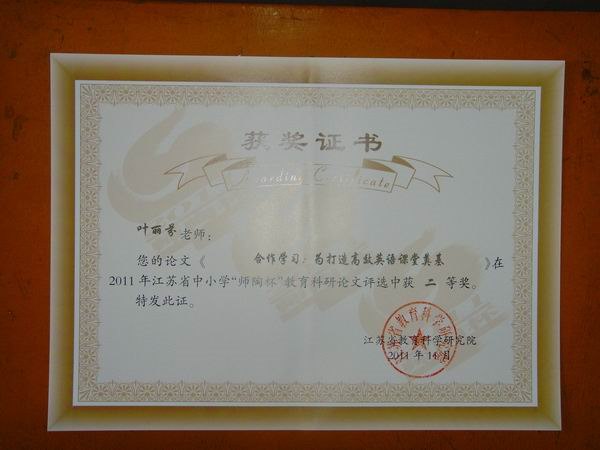 获奖证书
Awarding Certificate
叶丽芬老师：
您的论文《合作学习：为打造高效英语课堂奠基》在
2011年江苏省中小学“师陶杯”教育科研论文评选中获 二 等奖。
特发此证。
江苏省教育科学研究院
2011年11月